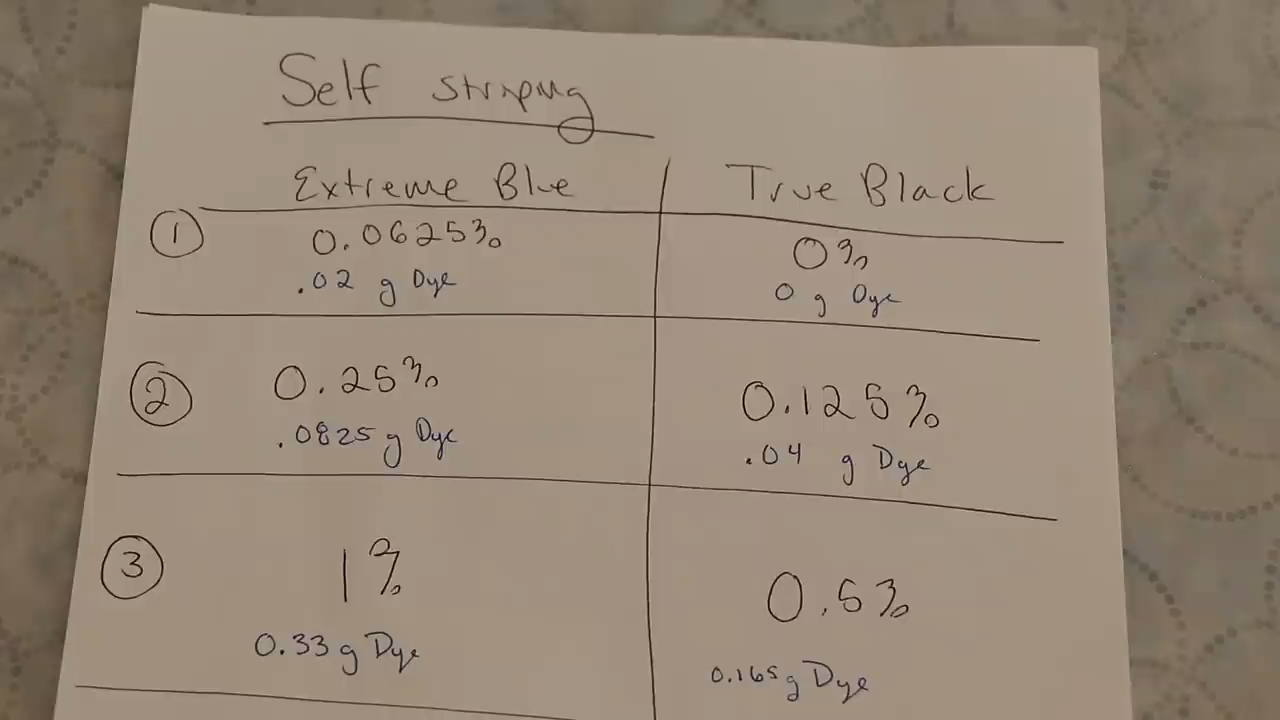 Self striping
Extreme Blue
True Black
1
0.0625%
0%
.02 g Dye
0 g Dye
2
0.25%
0.125%
.0825 g Dye
.04 g Dye
3
1%
0.5%
0.33 g Dye
0.165 g Dye